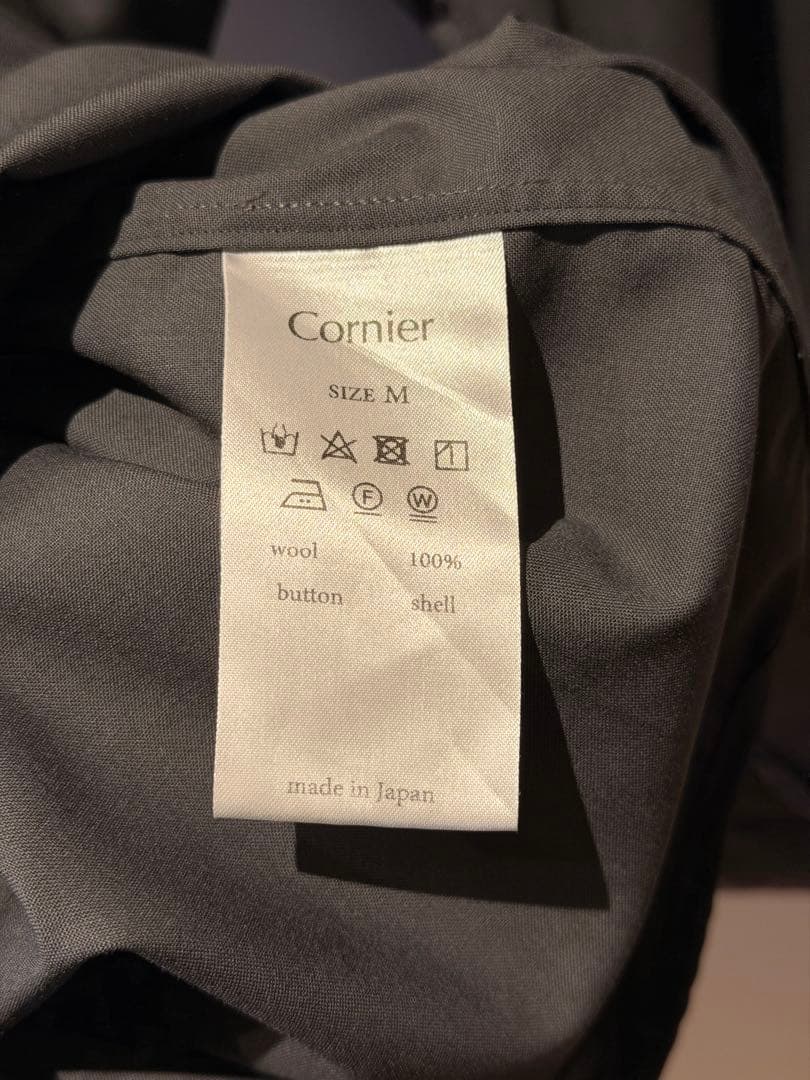 Cornier
SIZE M
F W
wool 100%
button shell
made in Japan